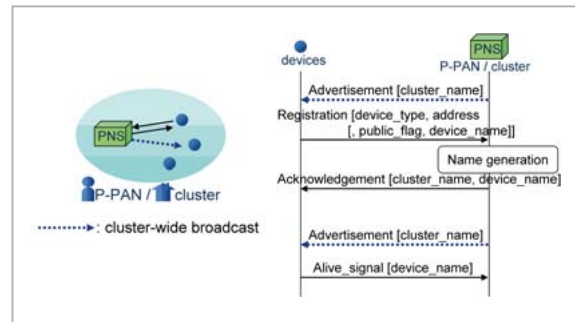 PNS
P-PAN / cluster
: cluster-wide broadcast
devices
PNS
P-PAN / cluster
Advertisement [cluster_name]
Registration [device_type, address
[, public_flag, device_name]]
Name generation
Acknowledgement [cluster_name, device_name]
Advertisement [cluster_name]
Alive_signal [device_name]